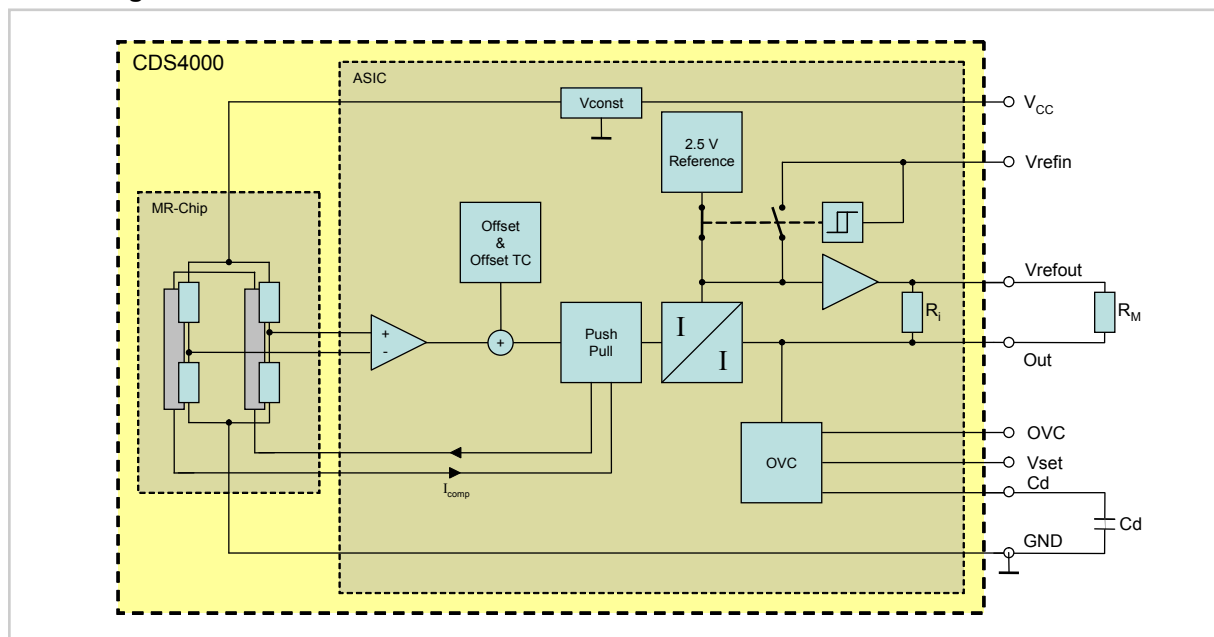 CDS4000
ASIC
Vconst
VCC
2.5 V
Reference
Vrefin
MR-Chip
Offset
&
Offset TC
Vrefout
Ri
RM
+
-
+
Push
Pull
I
I
Out
OVC
OVC
Vset
Cd
Icomp
Cd
GND